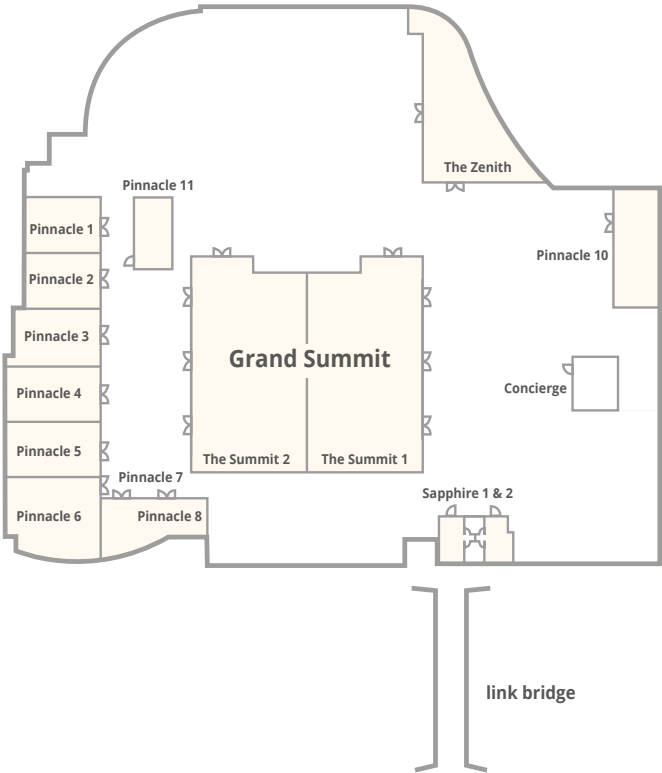 The Zenith
Pinnacle 11
Pinnacle 1
Pinnacle 10
Pinnacle 2
Pinnacle 3
Grand Summit
Concierge
Pinnacle 4
Pinnacle 5
The Summit 2
The Summit 1
Pinnacle 7
Sapphire 1 & 2
Pinnacle 6
Pinnacle 8
link bridge